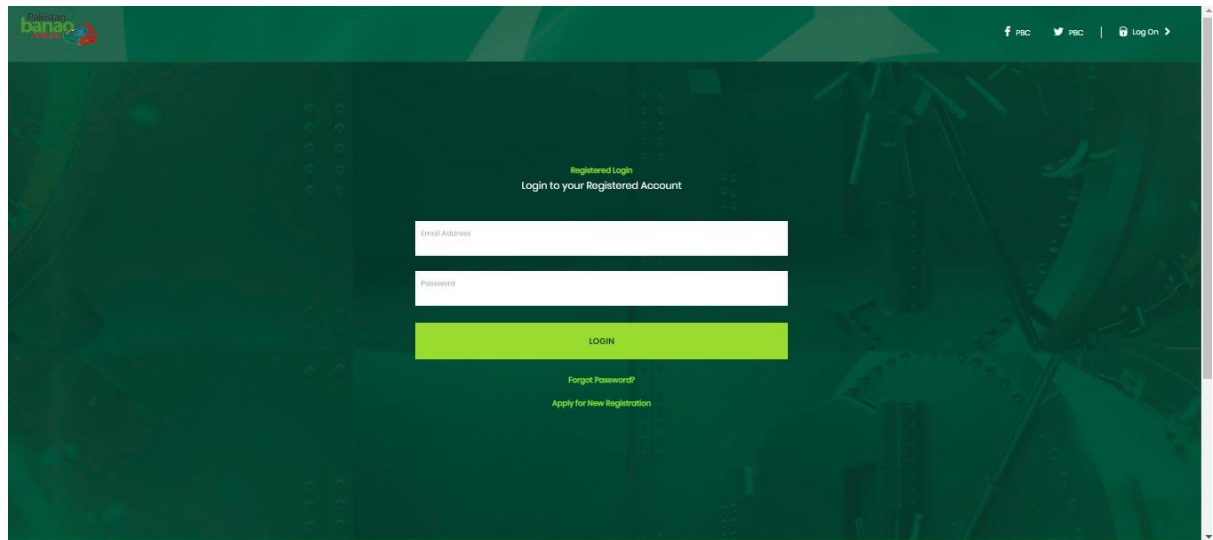 Pakistan
banao
PBC
PBC
Log On
Registered Login
Login to your Registered Account
Email Address
Password
LOGIN
Forgot Password?
Apply for New Registration